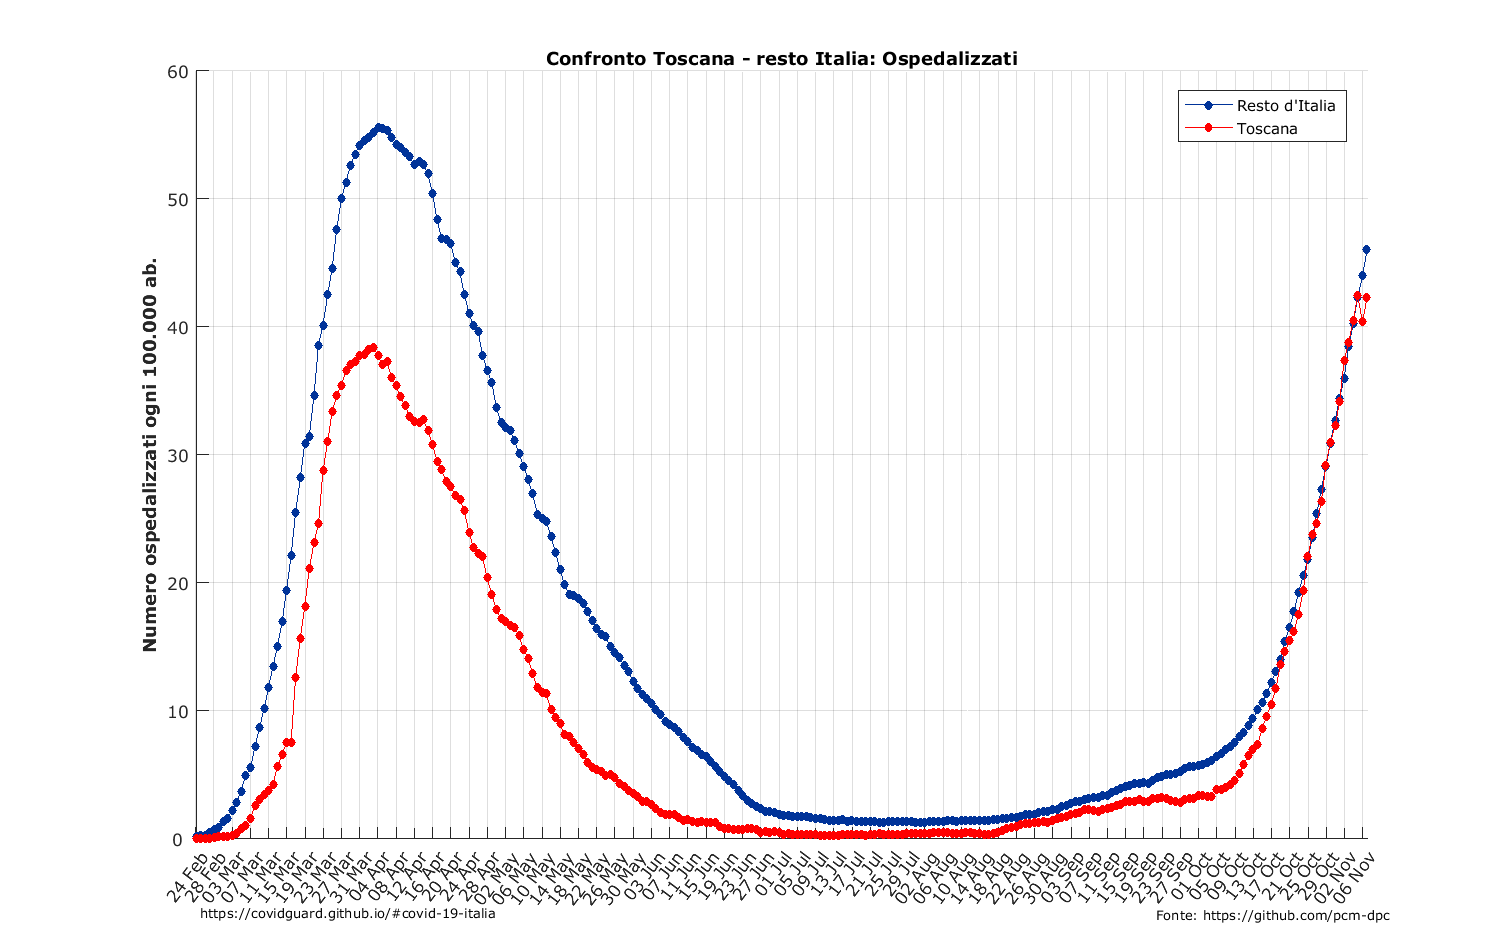 Confronto Toscana - resto Italia: Ospedalizzati
Resto d'Italia
Toscana
Numero ospedalizzati ogni 100.000 ab.
60
50
40
30
20
10
0
24 Feb
28 Feb
03 Mar
07 Mar
11 Mar
15 Mar
19 Mar
23 Mar
27 Mar
31 Mar
04 Apr
08 Apr
12 Apr
16 Apr
20 Apr
24 Apr
28 Apr
02 May
06 May
10 May
14 May
18 May
22 May
26 May
30 May
03 Jun
07 Jun
11 Jun
15 Jun
19 Jun
23 Jun
27 Jun
01 Jul
05 Jul
09 Jul
13 Jul
17 Jul
21 Jul
25 Jul
29 Jul
02 Aug
06 Aug
10 Aug
14 Aug
18 Aug
22 Aug
26 Aug
30 Aug
03 Sep
07 Sep
11 Sep
15 Sep
19 Sep
23 Sep
27 Sep
01 Oct
05 Oct
09 Oct
13 Oct
17 Oct
21 Oct
25 Oct
29 Oct
02 Nov
06 Nov
https://covidguard.github.io/#covid-19-italia
Fonte: https://github.com/pcm-dpc